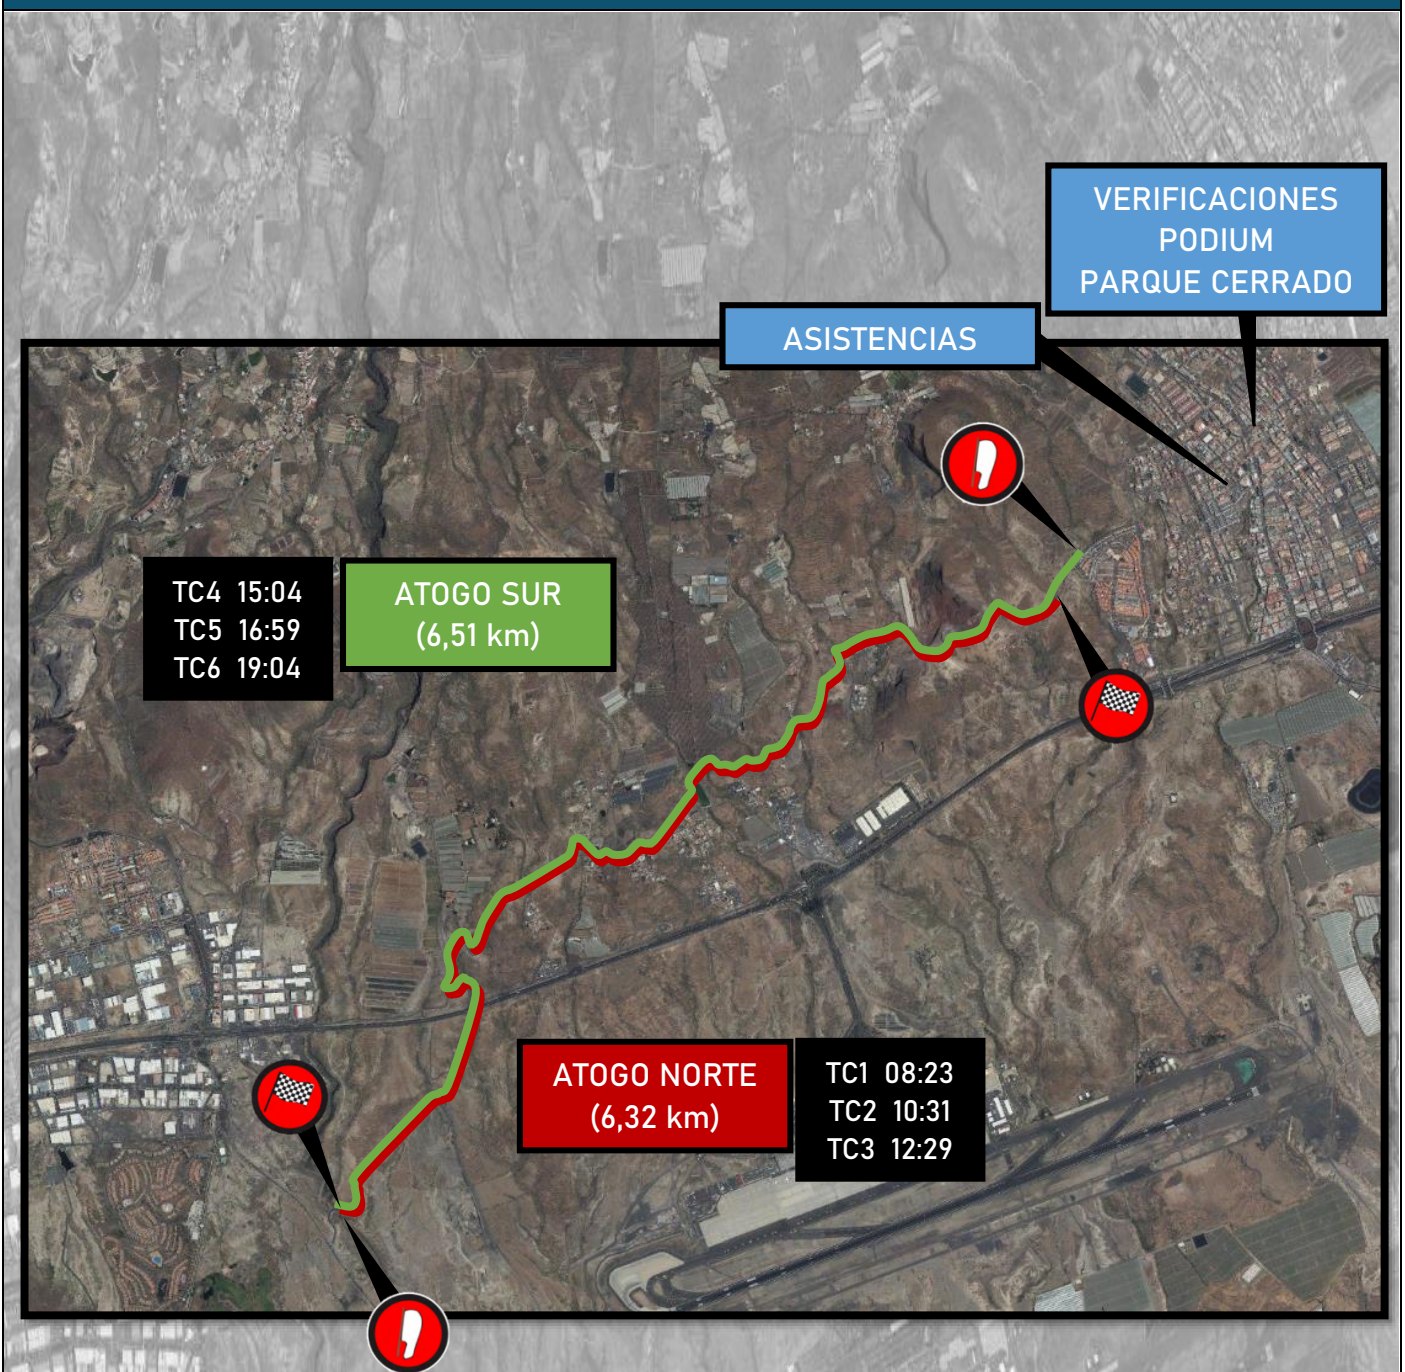 VERIFICACIONES
PODIUM
PARQUE CERRADO
ASISTENCIAS
TC4 15:04
TC5 16:59
TC6 19:04
ATOGO SUR
(6,51 km)
ATOGO NORTE
(6,32 km)
TC1 08:23
TC2 10:31
TC3 12:29